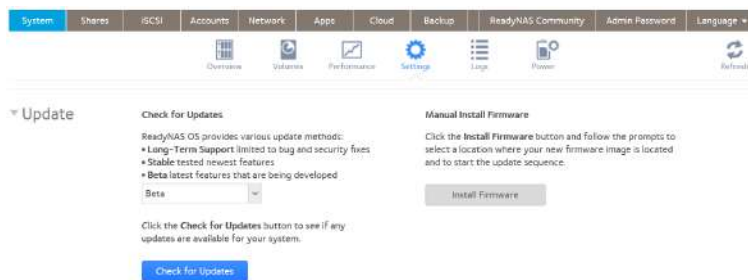 System Shares iSCSI Accounts Network Apps Cloud Backup ReadyNAS Community Admin Password Language
Overview Volumes Performance Settings Logs Power Refresh
Update
Check for Updates
ReadyNAS OS provides various update methods:
• Long-Term Support limited to bug and security fixes
• Stable tested newest features
• Beta latest features that are being developed
Beta
Click the Check for Updates button to see if any
updates are available for your system.
Check for Updates
Manual Install Firmware
Click the Install Firmware button and follow the prompts to
select a location where your new firmware image is located
and to start the update sequence.
Install Firmware